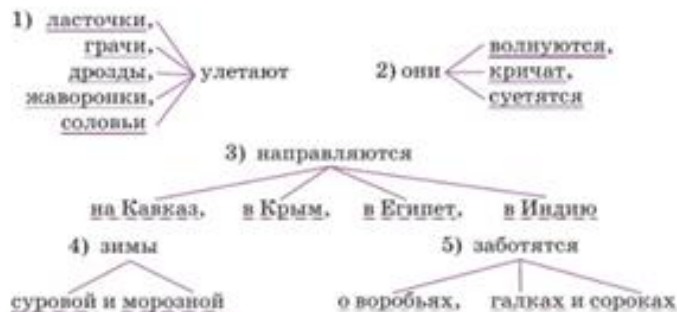 1) ласточки,
грачи,
дрозды,
жаворонки,
соловьи
улетают
2) они
волнуются,
кричат,
суетятся
3) направляются
на Кавказ, в Крым, в Египет, в Индию
4) зимы
суровой и морозной
5) заботятся
о воробьях, галках и сороках